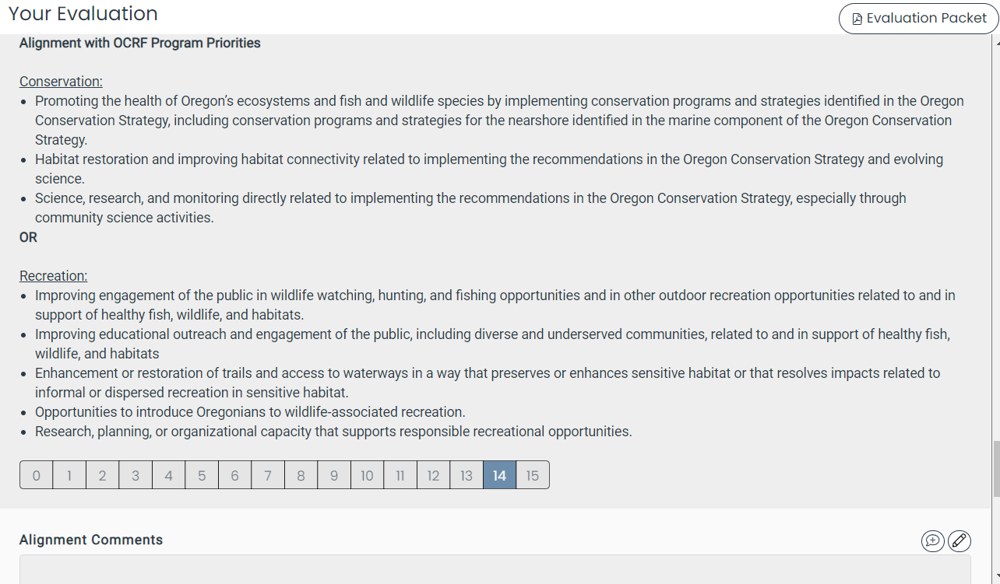 Your Evaluation
Evaluation Packet
Alignment with OCRF Program Priorities
Conservation:
• Promoting the health of Oregon’s ecosystems and fish and wildlife species by implementing conservation programs and strategies identified in the Oregon
Conservation Strategy, including conservation programs and strategies for the nearshore identified in the marine component of the Oregon Conservation
Strategy.
• Habitat restoration and improving habitat connectivity related to implementing the recommendations in the Oregon Conservation Strategy and evolving
science.
• Science, research, and monitoring directly related to implementing the recommendations in the Oregon Conservation Strategy, especially through
community science activities.
OR
Recreation:
• Improving engagement of the public in wildlife watching, hunting, and fishing opportunities and in other outdoor recreation opportunities related to and in
support of healthy fish, wildlife, and habitats.
• Improving educational outreach and engagement of the public, including diverse and underserved communities, related to and in support of healthy fish,
wildlife, and habitats
• Enhancement or restoration of trails and access to waterways in a way that preserves or enhances sensitive habitat or that resolves impacts related to
informal or dispersed recreation in sensitive habitat.
• Opportunities to introduce Oregonians to wildlife-associated recreation.
• Research, planning, or organizational capacity that supports responsible recreational opportunities.
0 1 2 3 4 5 6 7 8 9 10 11 12 13 14 15
Alignment Comments